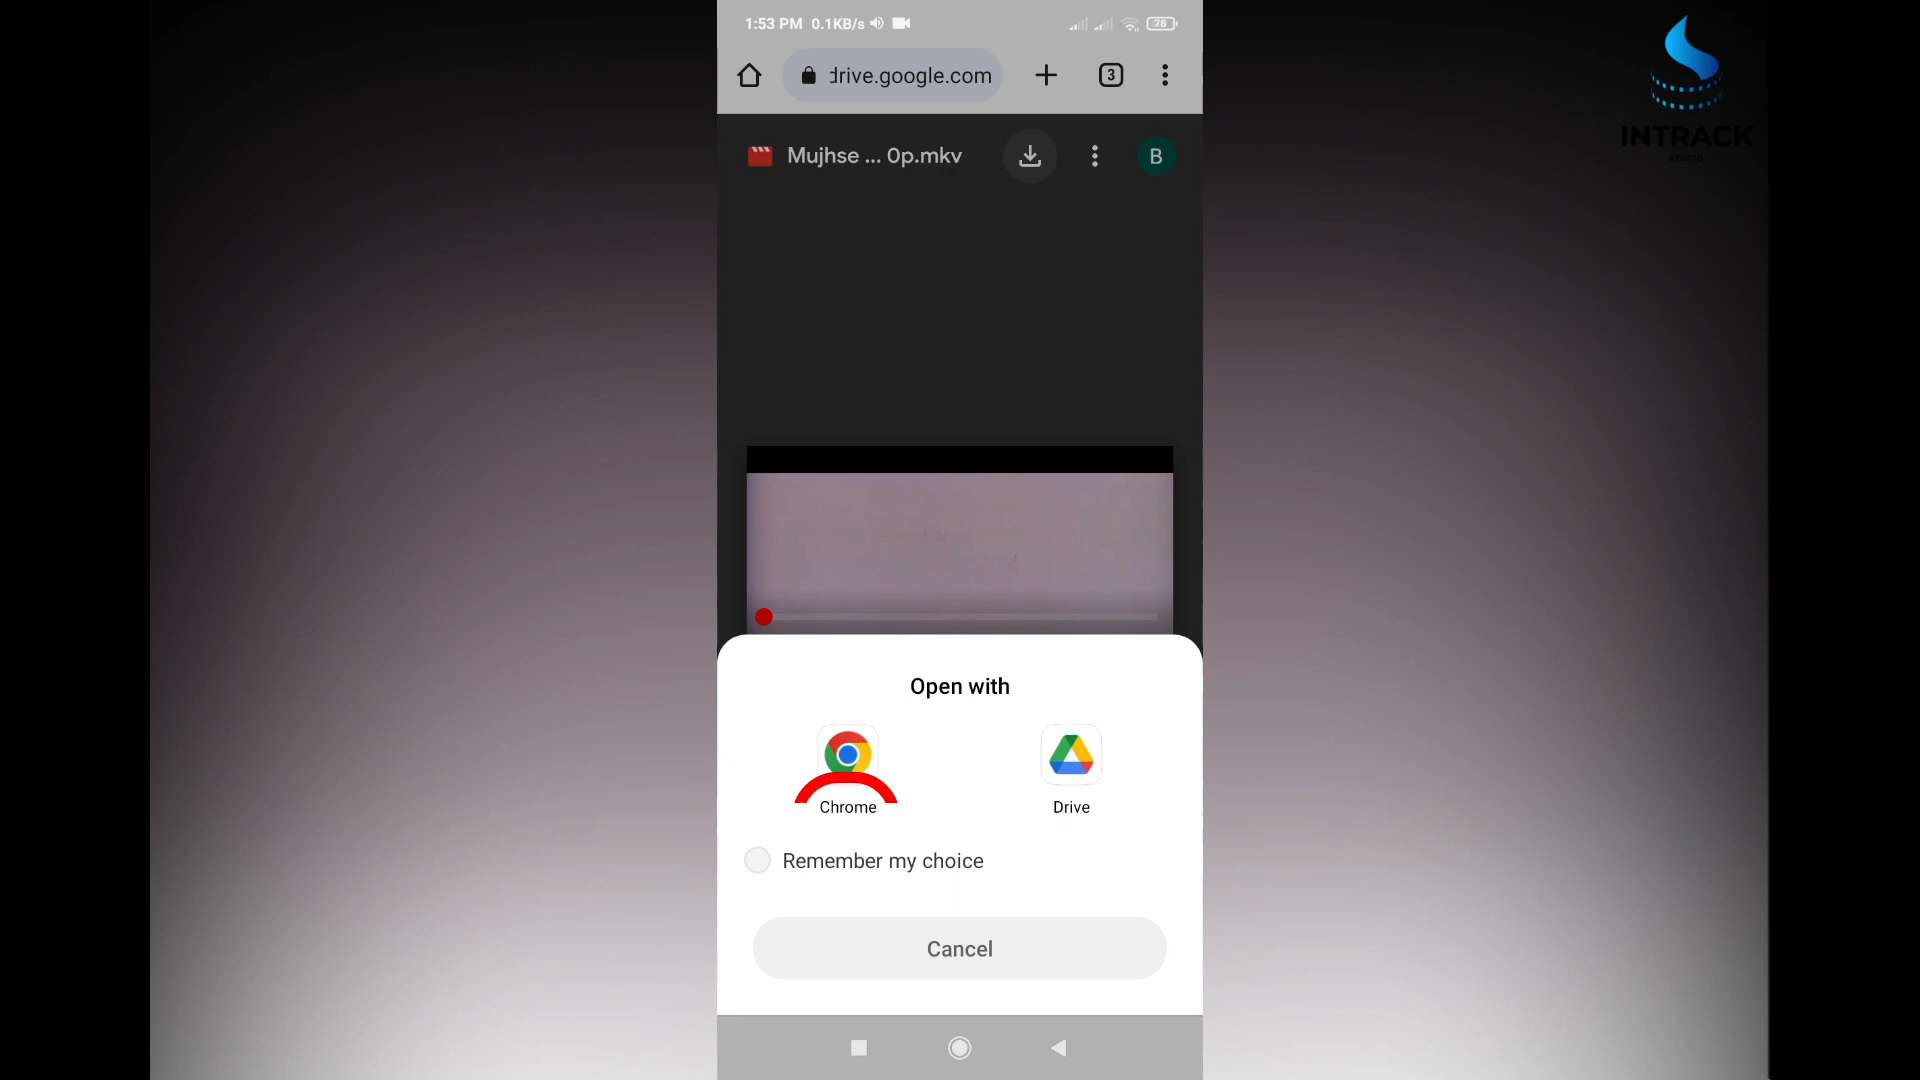 1:53 PM 0.1KB/s 78
drive.google.com 3
Mujhse ... 0p.mkv B
INTRACK
STUDIO
Open with
Chrome Drive
Remember my choice
Cancel